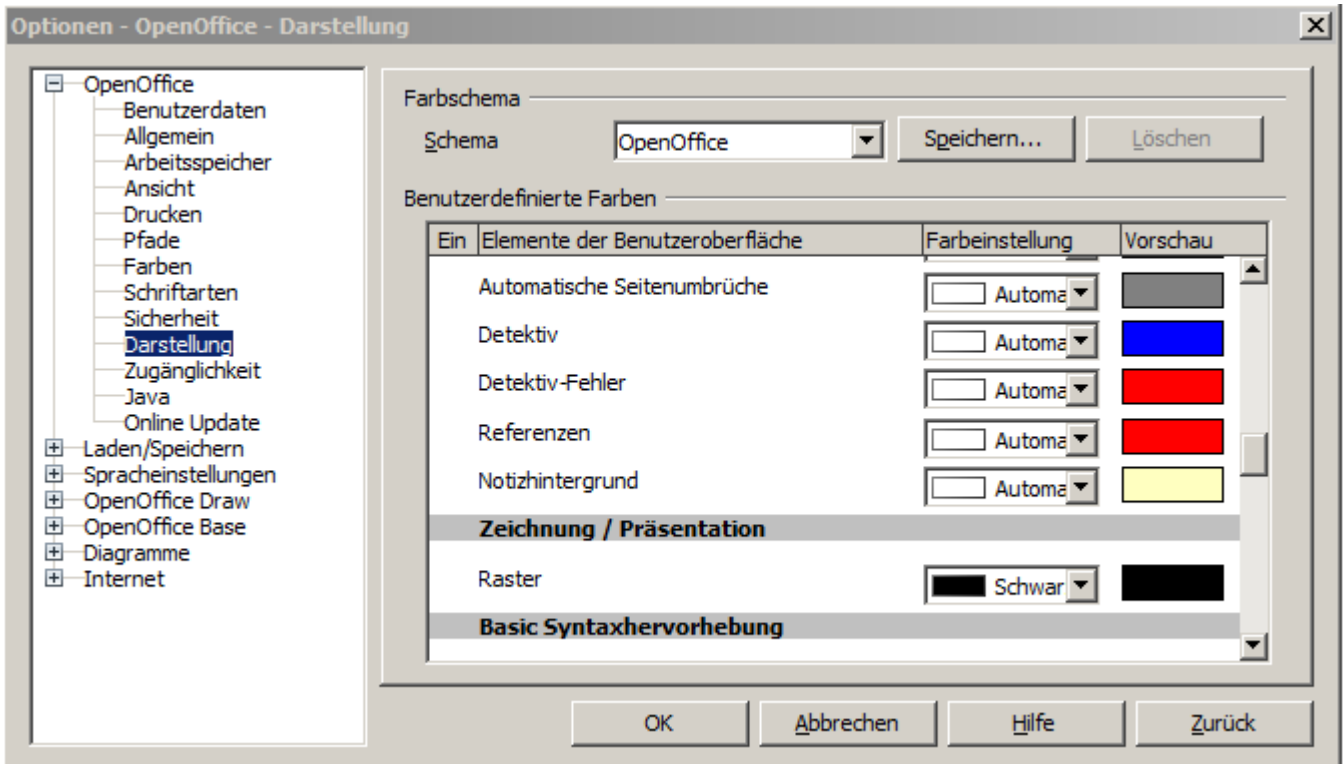 Optionen - OpenOffice - Darstellung
OpenOffice
Benutzerdaten
Allgemein
Arbeitsspeicher
Ansicht
Drucken
Pfade
Farben
Schriftarten
Sicherheit
Darstellung
Zugänglichkeit
Java
Online Update
Laden/Speichern
Spracheinstellungen
OpenOffice Draw
OpenOffice Base
Diagramme
Internet
Farbschema
Schema OpenOffice Speichern... Löschen
Benutzerdefinierte Farben
Ein Elemente der Benutzeroberfläche Farbeinstellung Vorschau
Automatische Seitenumbrüche Automa
Detektiv Automa
Detektiv-Fehler Automa
Referenzen Automa
Notizhintergrund Automa
Zeichnung / Präsentation
Raster Schwar
Basic Syntaxhervorhebung
OK Abbrechen Hilfe Zurück